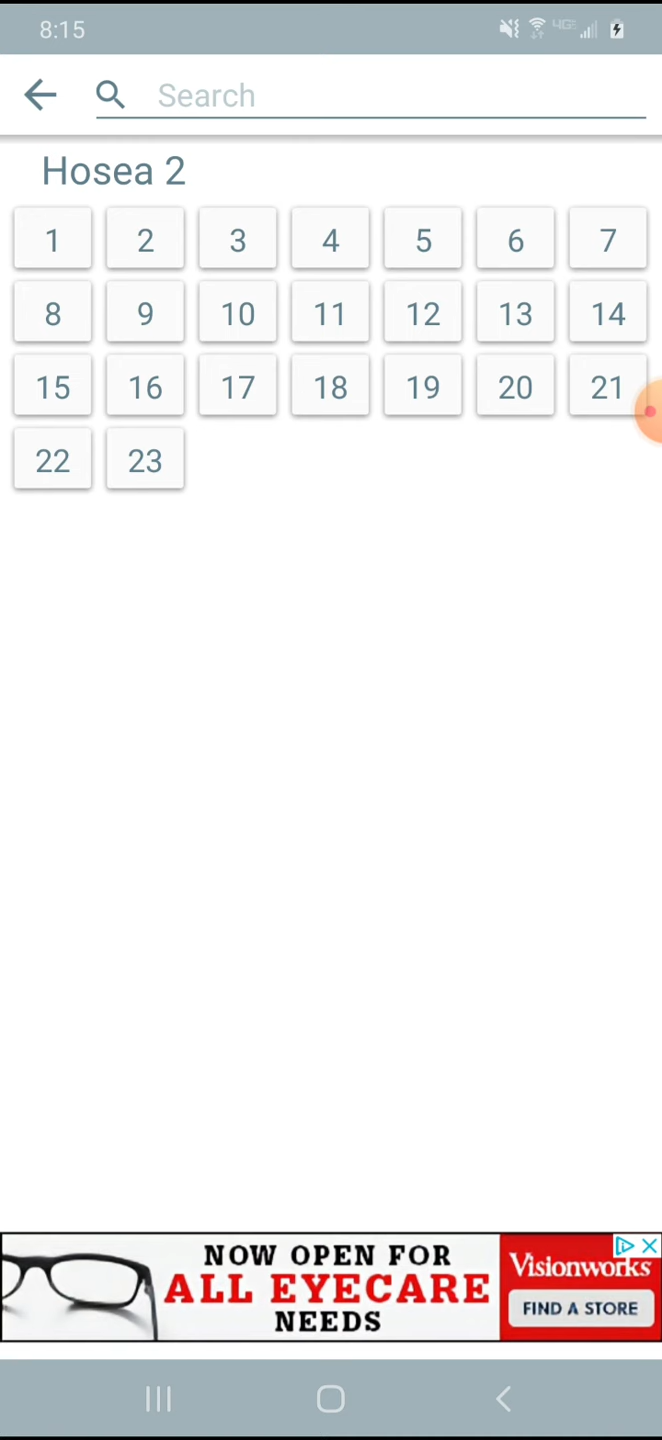 8:15
4GE
Search
Hosea 2
1 2 3 4 5 6 7
8 9 10 11 12 13 14
15 16 17 18 19 20 21
22 23
NOW OPEN FOR
ALL EYECARE
NEEDS
Visionworks
FIND A STORE